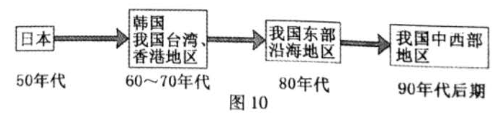 日本
韩国
我国台湾、
香港地区
我国东部
沿海地区
我国中西部
地区
50年代
60～70年代
80年代
90年代后期
图10